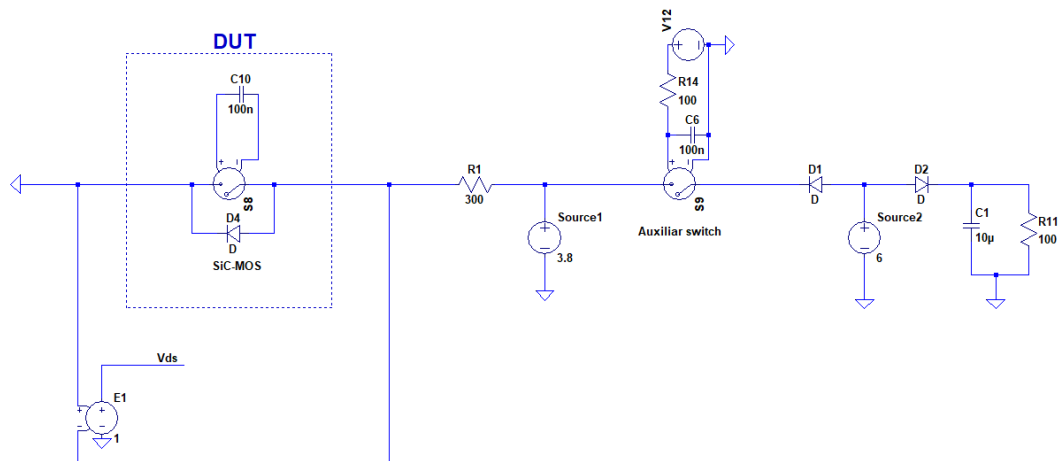 DUT
C10
100n
S8
D4
D
SiC-MOS
Vds
E1
1
R1
300
Source1
3.8
V12
R14
100
C6
100n
S9
Auxiliar switch
D1
D
Source2
6
D2
D
C1
10µ
R11
100